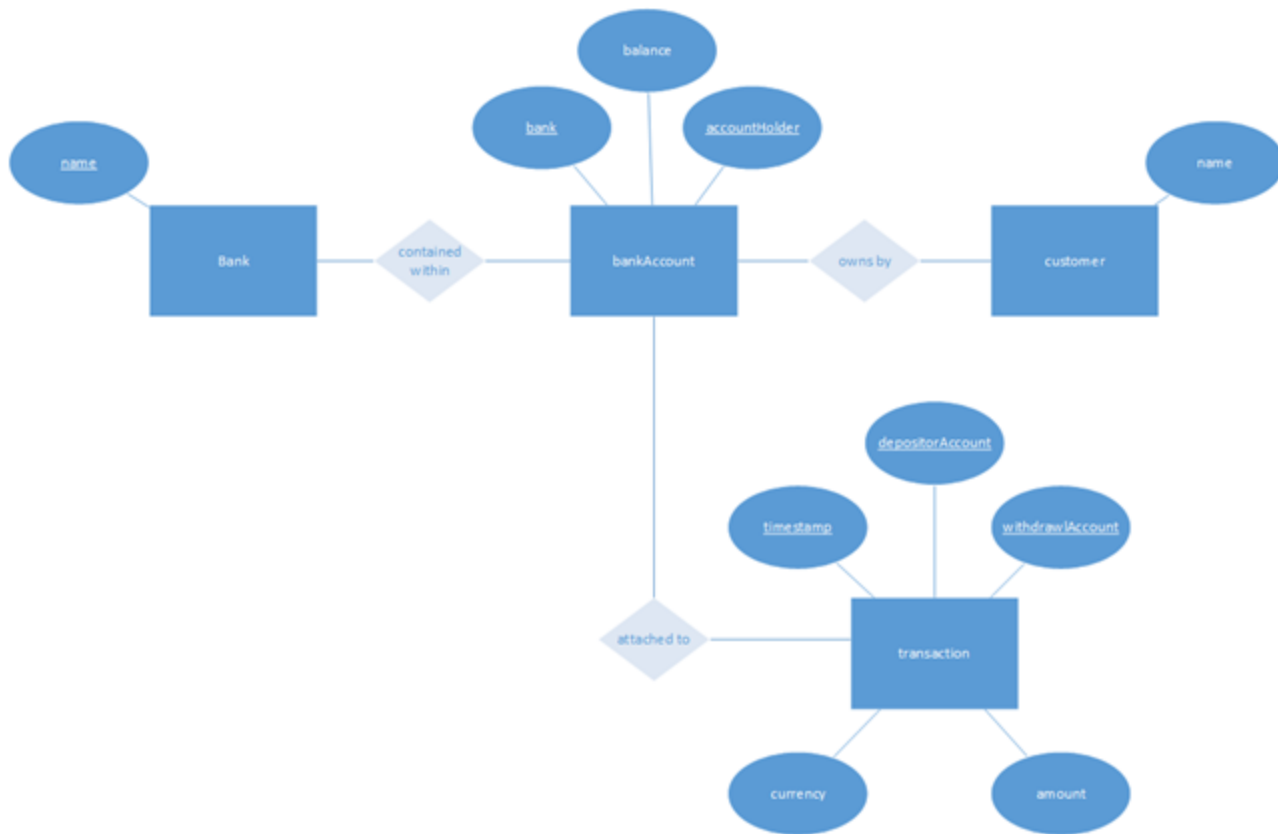 balance
bank
accountHolder
name
name
Bank
contained
within
bankAccount
owns by
customer
depositorAccount
timestamp
withdrawlAccount
attached to
transaction
currency
amount